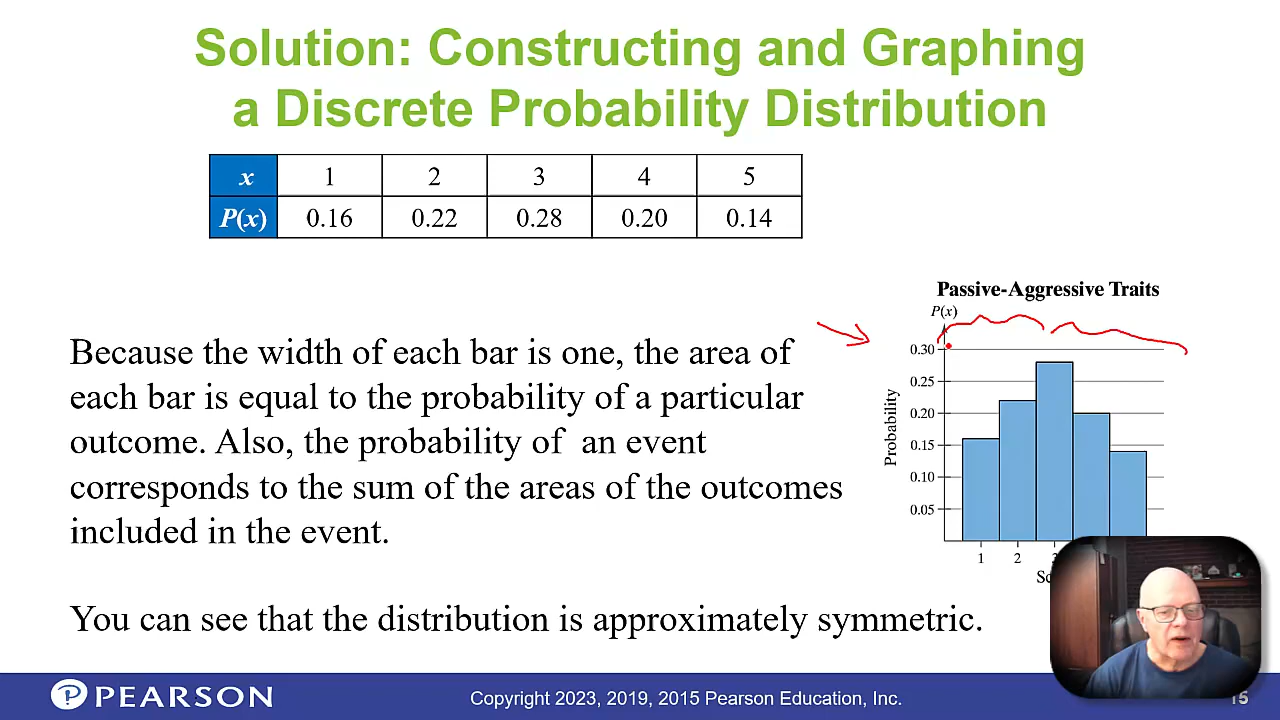 Solution: Constructing and Graphing
a Discrete Probability Distribution
x 1 2 3 4 5
P(x) 0.16 0.22 0.28 0.20 0.14
Because the width of each bar is one, the area of
each bar is equal to the probability of a particular
outcome. Also, the probability of an event
corresponds to the sum of the areas of the outcomes
included in the event.
You can see that the distribution is approximately symmetric.
Passive-Aggressive Traits
P(x)
0.30
0.25
0.20
0.15
0.10
0.05
Probability
1 2
PEARSON
Copyright 2023, 2019, 2015 Pearson Education, Inc.
15